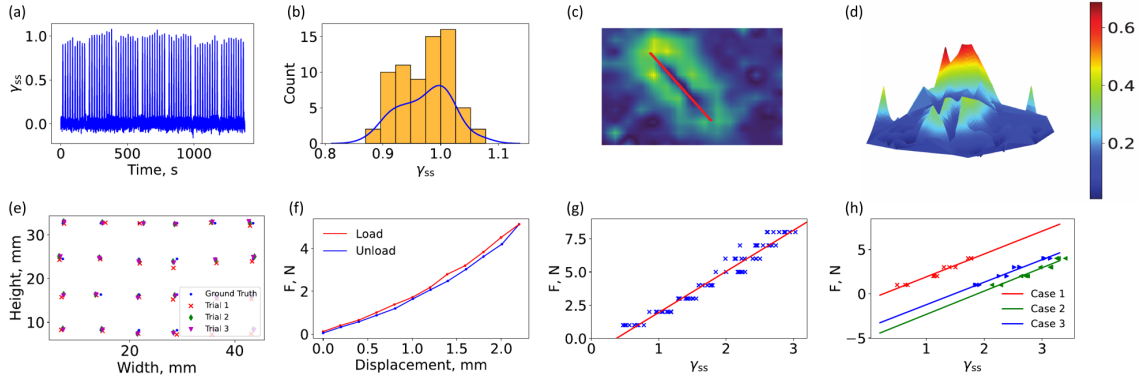 (a)
1.0
0.5
0.0
γss
0
500
1000
Time, s
(b)
15
10
5
0
Count
0.8
0.9
1.0
1.1
γss
(c)
(d)
0.6
0.4
0.2
(e)
30
20
10
Height, mm
20
40
Width, mm
Ground Truth
Trial 1
Trial 2
Trial 3
(f)
4
2
0
F, N
Load
Unload
0.0
0.5
1.0
1.5
2.0
Displacement, mm
(g)
7.5
5.0
2.5
0.0
F, N
0
1
2
3
γss
(h)
10
5
0
−5
F, N
Case 1
Case 2
Case 3
1
2
3
γss